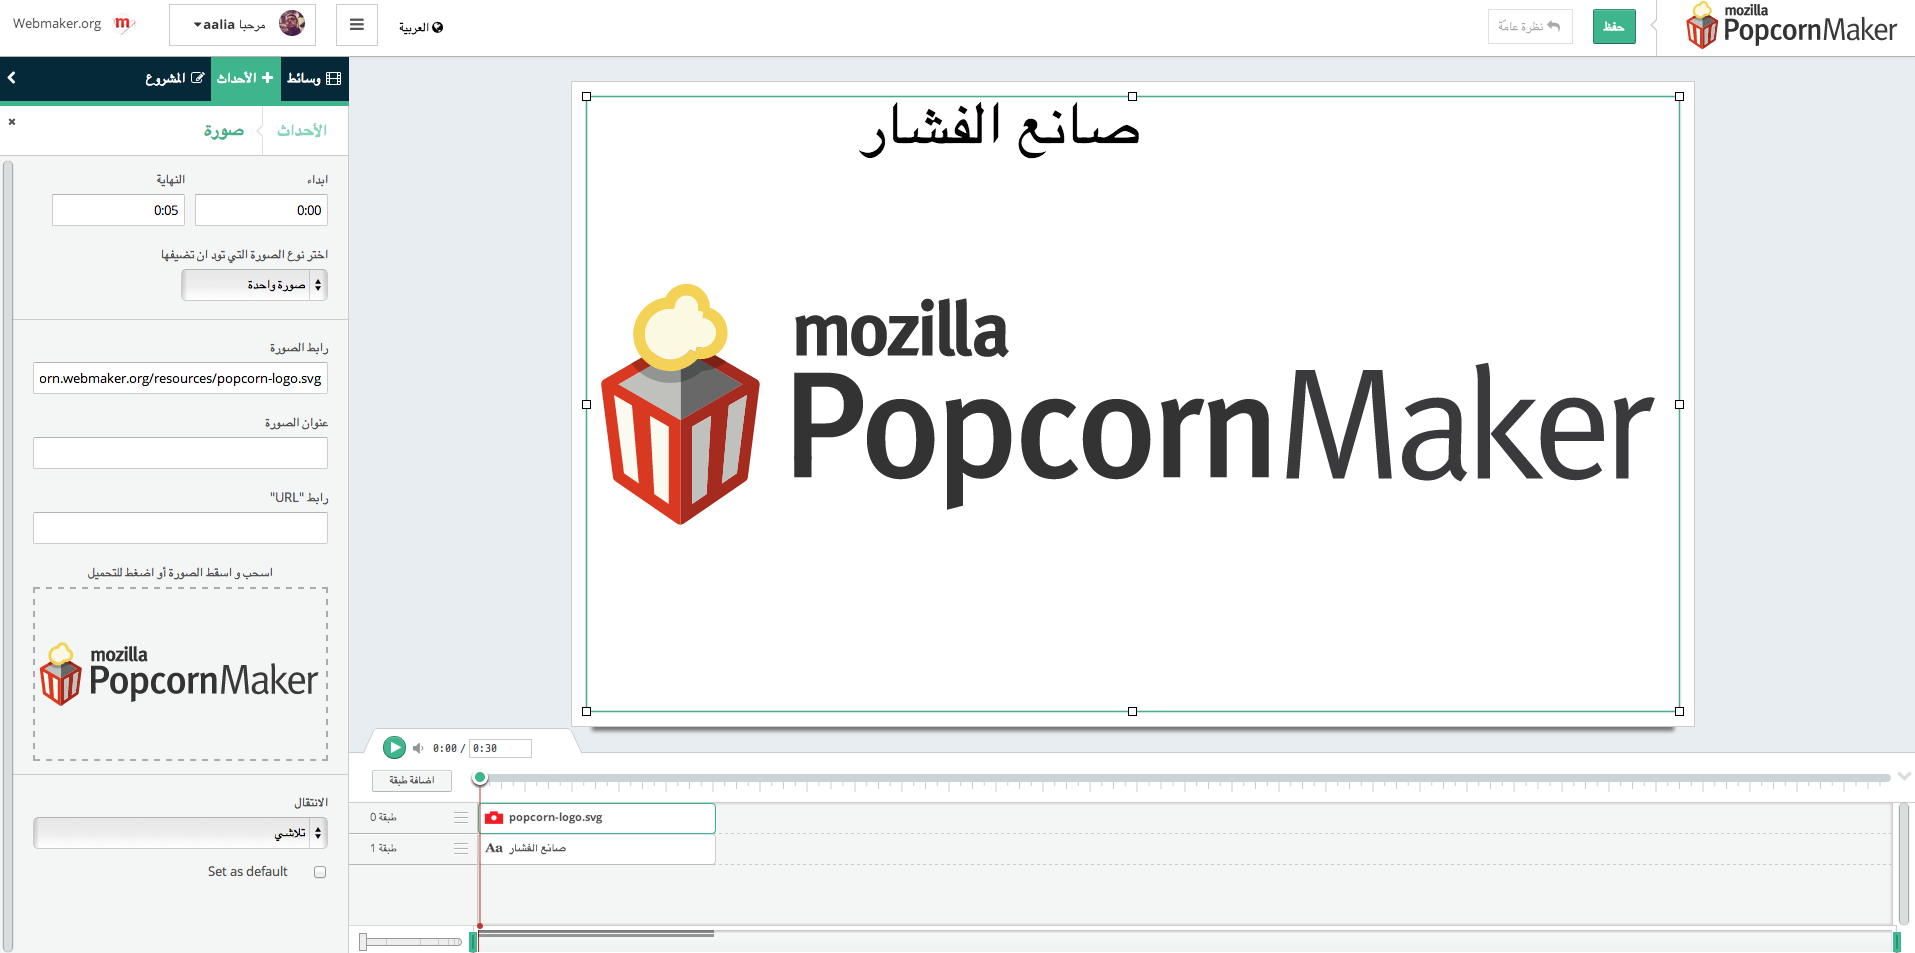 Webmaker.org
مرحبا aalia
العربية
نظرة عامّة
حفظ
mozilla
PopcornMaker
وسائط
الأحداث
المشروع
الأحداث
صورة
ابداء
النهاية
0:00
0:05
اختر نوع الصورة التي تود ان تضيفها
صورة واحدة
رابط الصورة
orn.webmaker.org/resources/popcorn-logo.svg
عنوان الصورة
رابط "URL"
اسحب و اسقط الصورة أو اضغط للتحميل
mozilla
PopcornMaker
الانتقال
تلاشي
Set as default
صانع الفشار
mozilla
PopcornMaker
0:00 / 0:30
اضافة طبقة
طبقة 0
popcorn-logo.svg
طبقة 1
Aa صانع الفشار